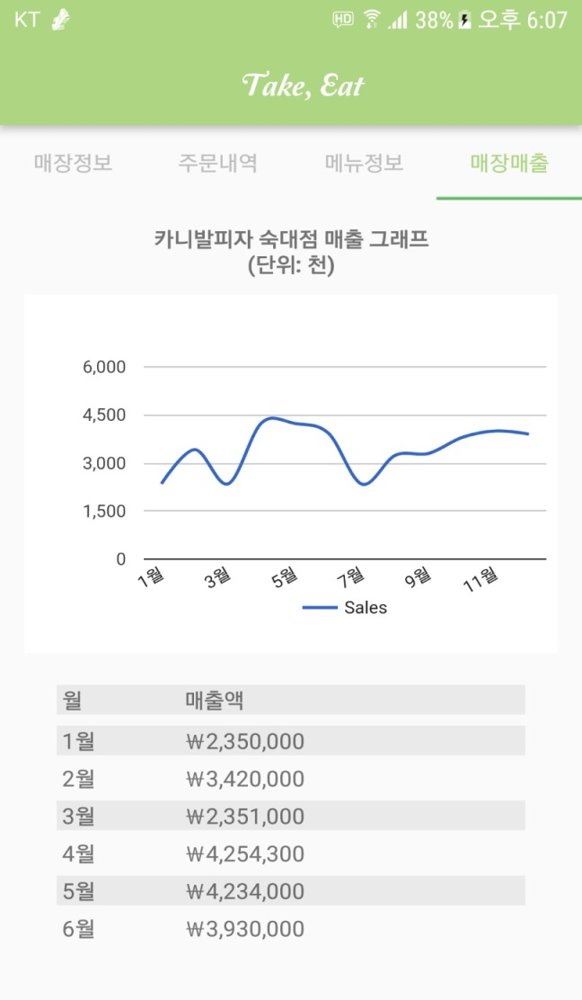 KT HD 38% 오후 6:07
Take, Eat
매장정보 주문내역 메뉴정보 매장매출
카니발피자 숙대점 매출 그래프
(단위: 천)
6,000
4,500
3,000
1,500
0
1월 3월 5월 7월 9월 11월
Sales
월 매출액
1월 ₩2,350,000
2월 ₩3,420,000
3월 ₩2,351,000
4월 ₩4,254,300
5월 ₩4,234,000
6월 ₩3,930,000